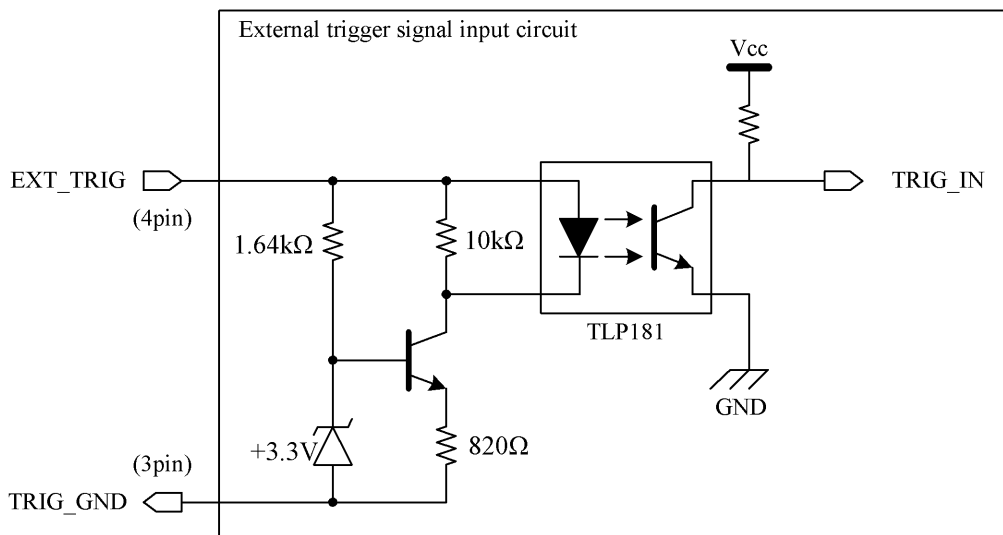 External trigger signal input circuit
Vcc
EXT_TRIG
TRIG_IN
(4pin)
1.64kΩ
10kΩ
TLP181
GND
+3.3V
820Ω
(3pin)
TRIG_GND